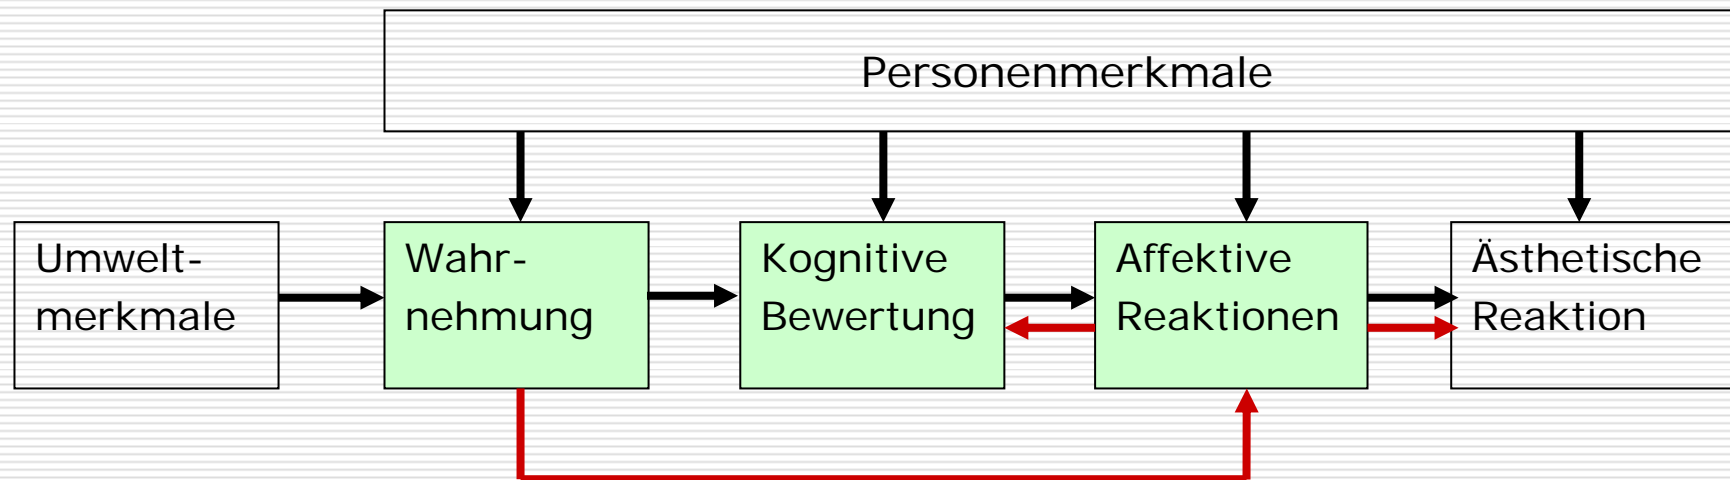 Personenmerkmale
Umwelt-
merkmale
Wahr-
nehmung
Kognitive
Bewertung
Affektive
Reaktionen
Ästhetische
Reaktion